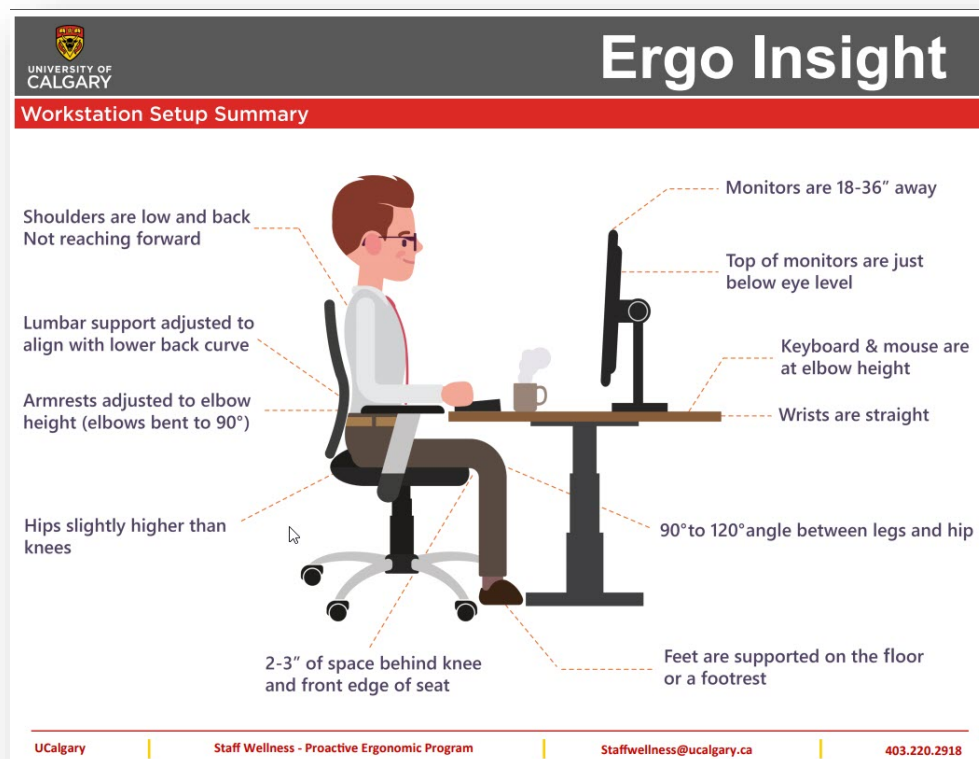 UNIVERSITY OF
CALGARY
Ergo Insight
Workstation Setup Summary
Shoulders are low and back
Not reaching forward
Lumbar support adjusted to
align with lower back curve
Armrests adjusted to elbow
height (elbows bent to 90°)
Hips slightly higher than
knees
2-3” of space behind knee
and front edge of seat
Monitors are 18-36” away
Top of monitors are just
below eye level
Keyboard & mouse are
at elbow height
Wrists are straight
90°to 120°angle between legs and hip
Feet are supported on the floor
or a footrest
UCalgary
Staff Wellness - Proactive Ergonomic Program
Staffwellness@ucalgary.ca
403.220.2918